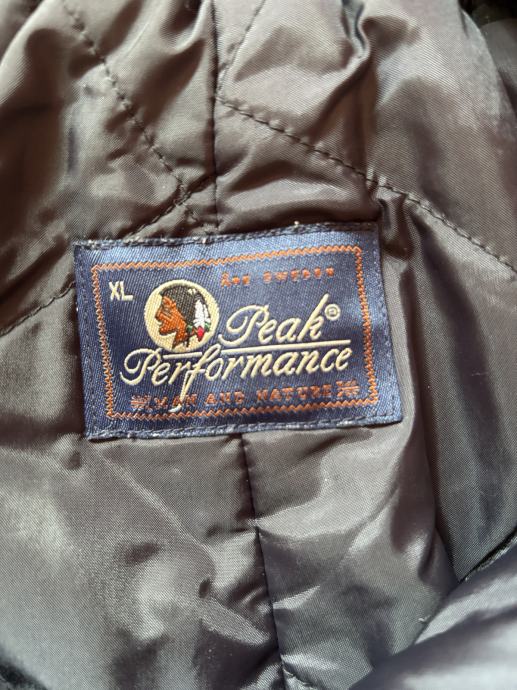 XL
Åre Sweden
Peak®
Performance
MAN AND NATURE